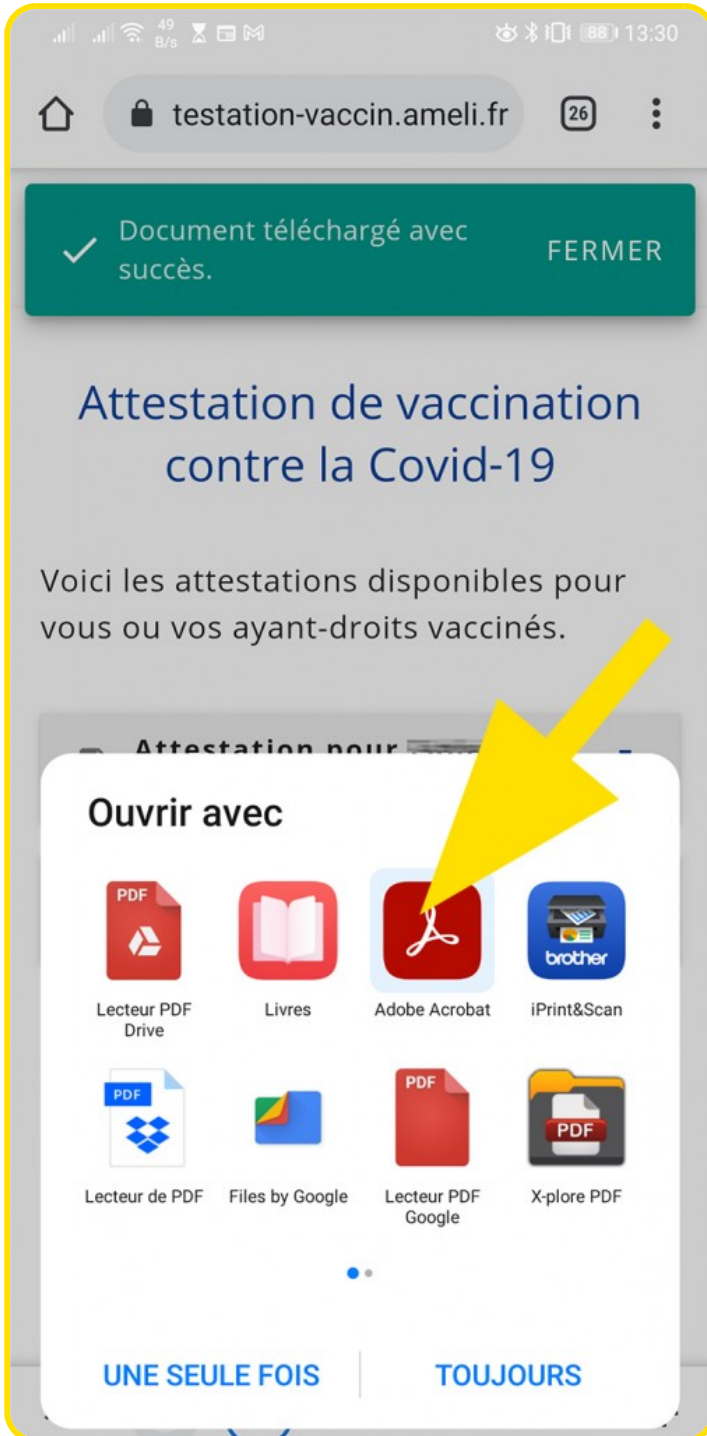 49
B/s
88
13:30
testation-vaccin.ameli.fr
26
Document téléchargé avec
succès.
FERMER
Attestation de vaccination
contre la Covid-19
Voici les attestations disponibles pour
vous ou vos ayant-droits vaccinés.
Attestation pour
Ouvrir avec
PDF
brother
Lecteur PDF
Drive
Livres
Adobe Acrobat
iPrint&Scan
PDF
PDF
PDF
Lecteur de PDF
Files by Google
Lecteur PDF
Google
X-plore PDF
UNE SEULE FOIS
TOUJOURS